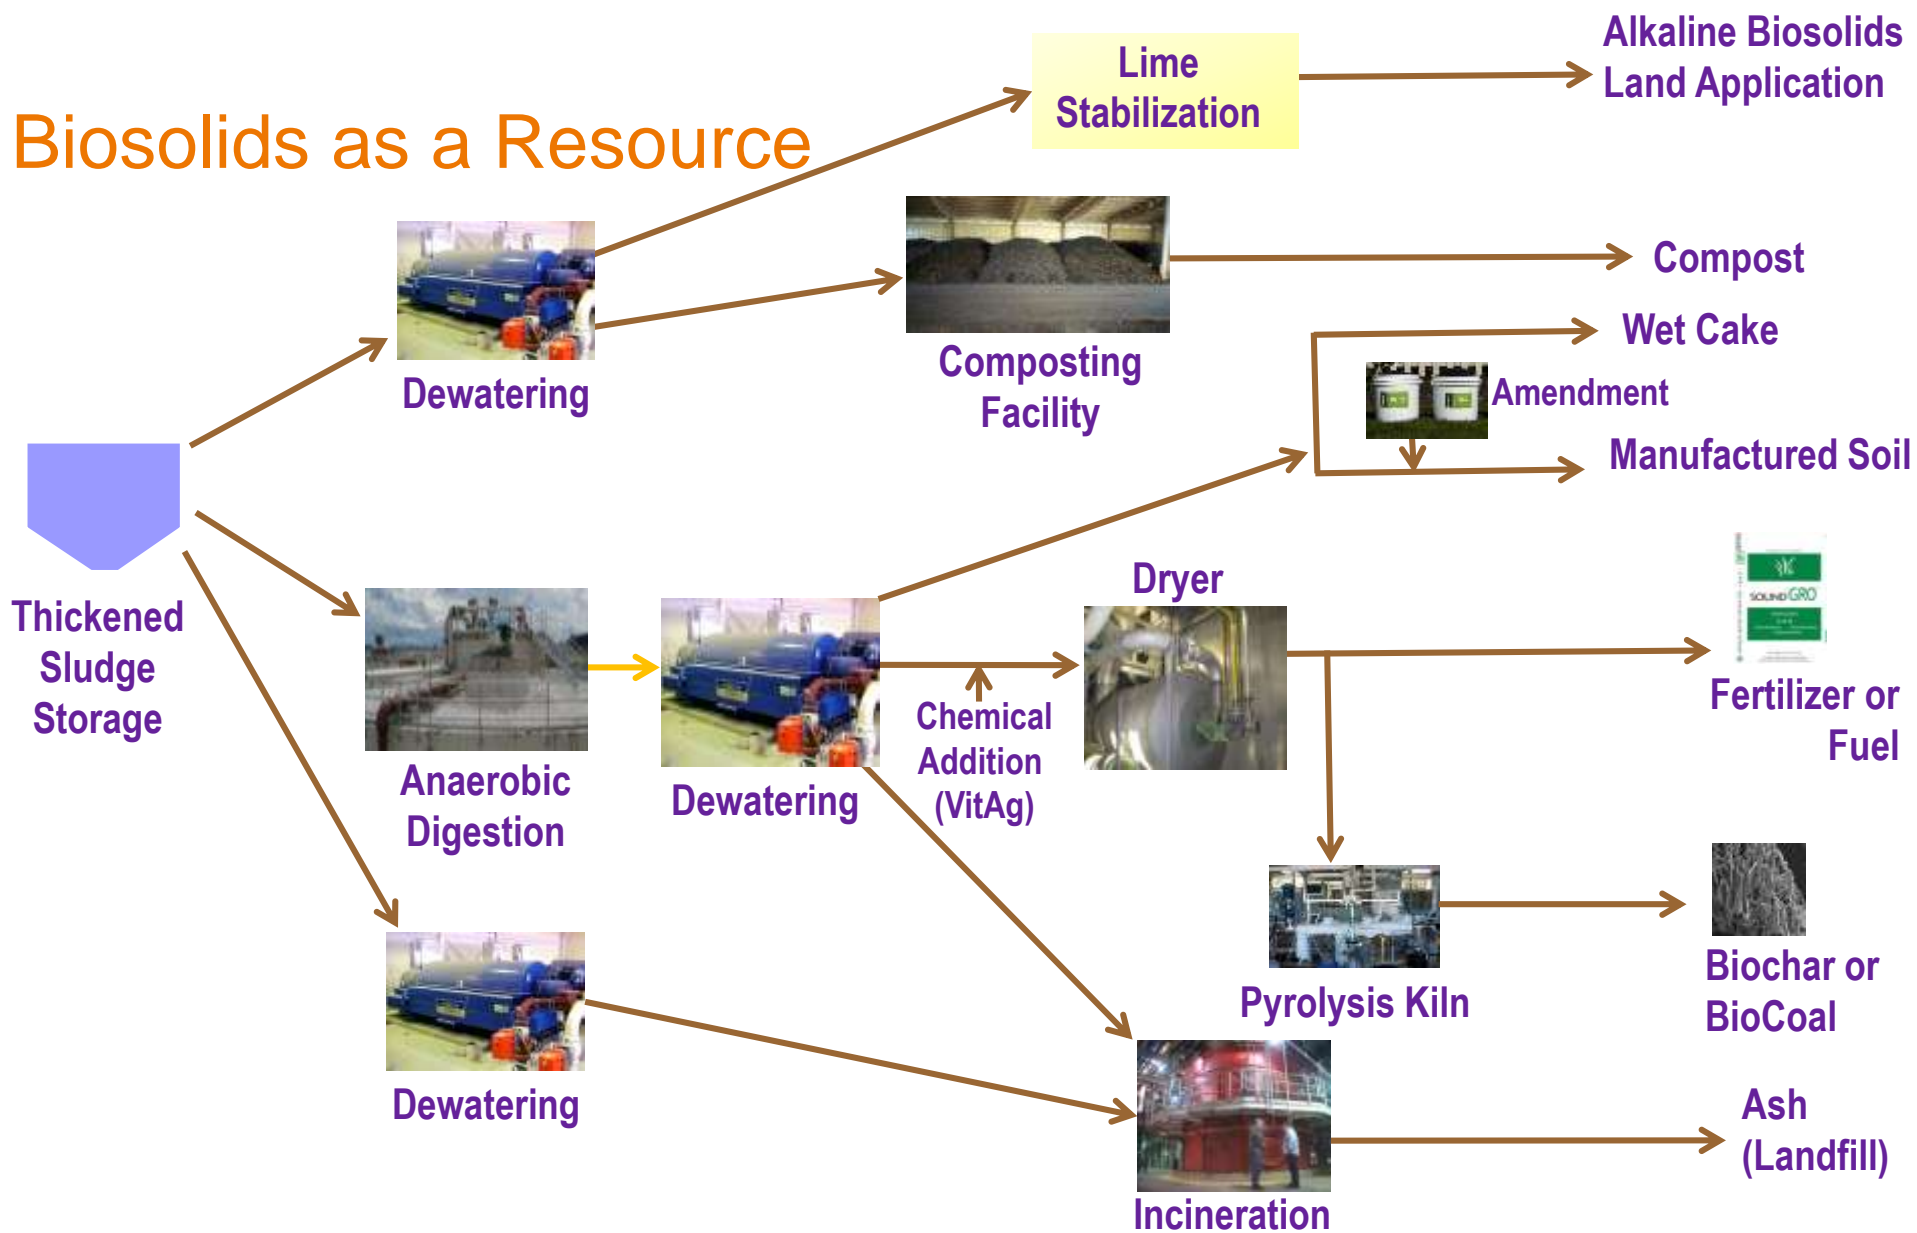 Biosolids as a Resource
Lime
Stabilization
Alkaline Biosolids
Land Application
Dewatering
Composting
Facility
Compost
Wet Cake
Amendment
Manufactured Soil
Thickened
Sludge
Storage
Anaerobic
Digestion
Dewatering
Chemical
Addition
(VitAg)
Dryer
SOUNDGRO
Fertilizer or
Fuel
Pyrolysis Kiln
Biochar or
BioCoal
Dewatering
Incineration
Ash
(Landfill)